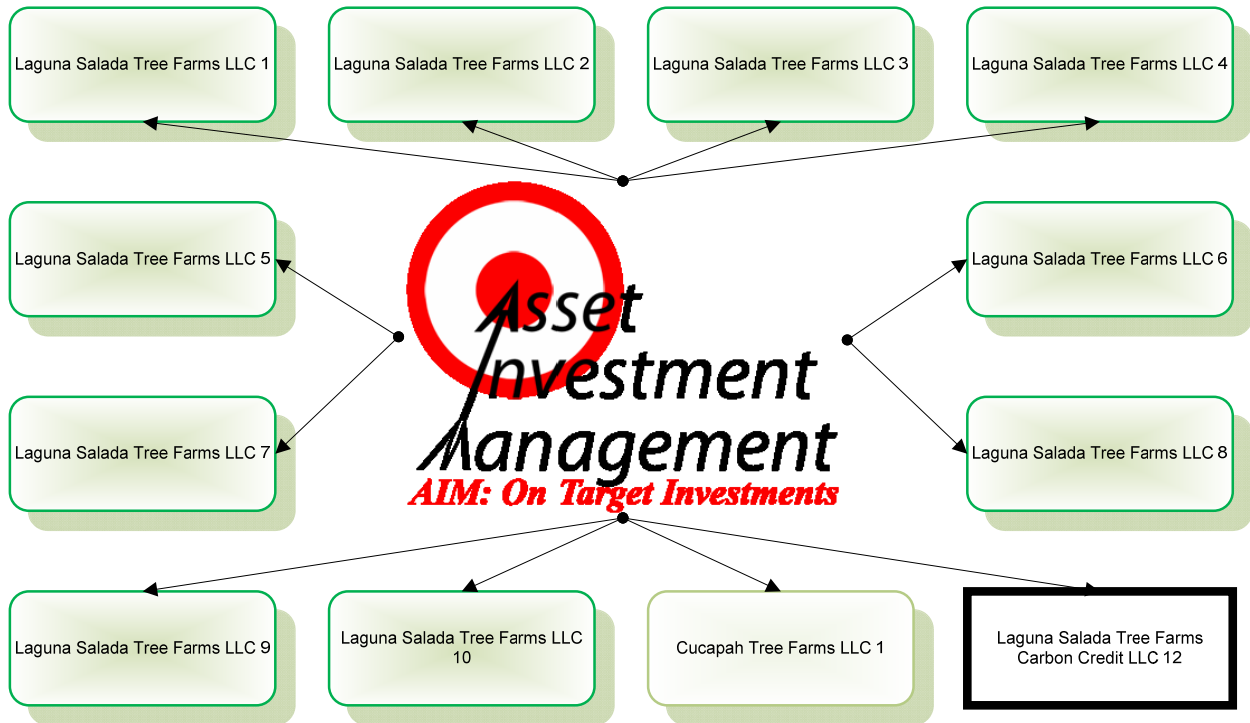 Laguna Salada Tree Farms LLC 1
Laguna Salada Tree Farms LLC 2
Laguna Salada Tree Farms LLC 3
Laguna Salada Tree Farms LLC 4
Laguna Salada Tree Farms LLC 5
Laguna Salada Tree Farms LLC 6
Asset
Investment
Management
AIM: On Target Investments
Laguna Salada Tree Farms LLC 7
Laguna Salada Tree Farms LLC 8
Laguna Salada Tree Farms LLC 9
Laguna Salada Tree Farms LLC
10
Cucapah Tree Farms LLC 1
Laguna Salada Tree Farms
Carbon Credit LLC 12